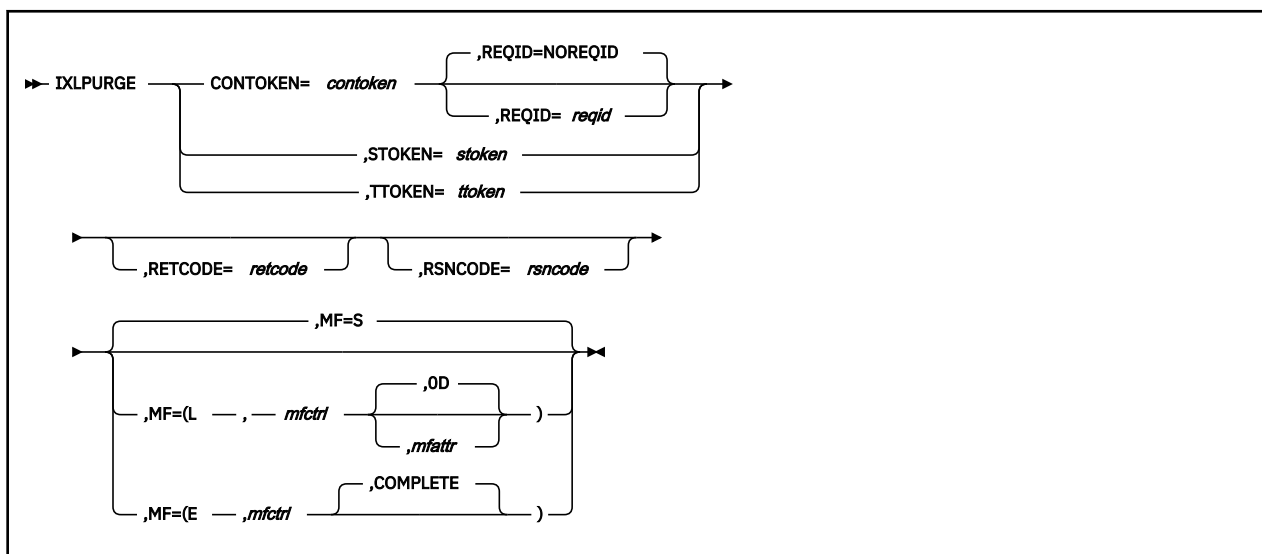 ,REQID=NOREQID
IXLPURGE CONTOKEN= contoken
,REQID= reqid
,STOKEN= stoken
,TTOKEN= ttoken
,RETCODE= retcode ,RSNCODE= rsncode
,MF=S
,0D
,MF=(L , mfctrl )
,mfattr
,COMPLETE
,MF=(E ,mfctrl )